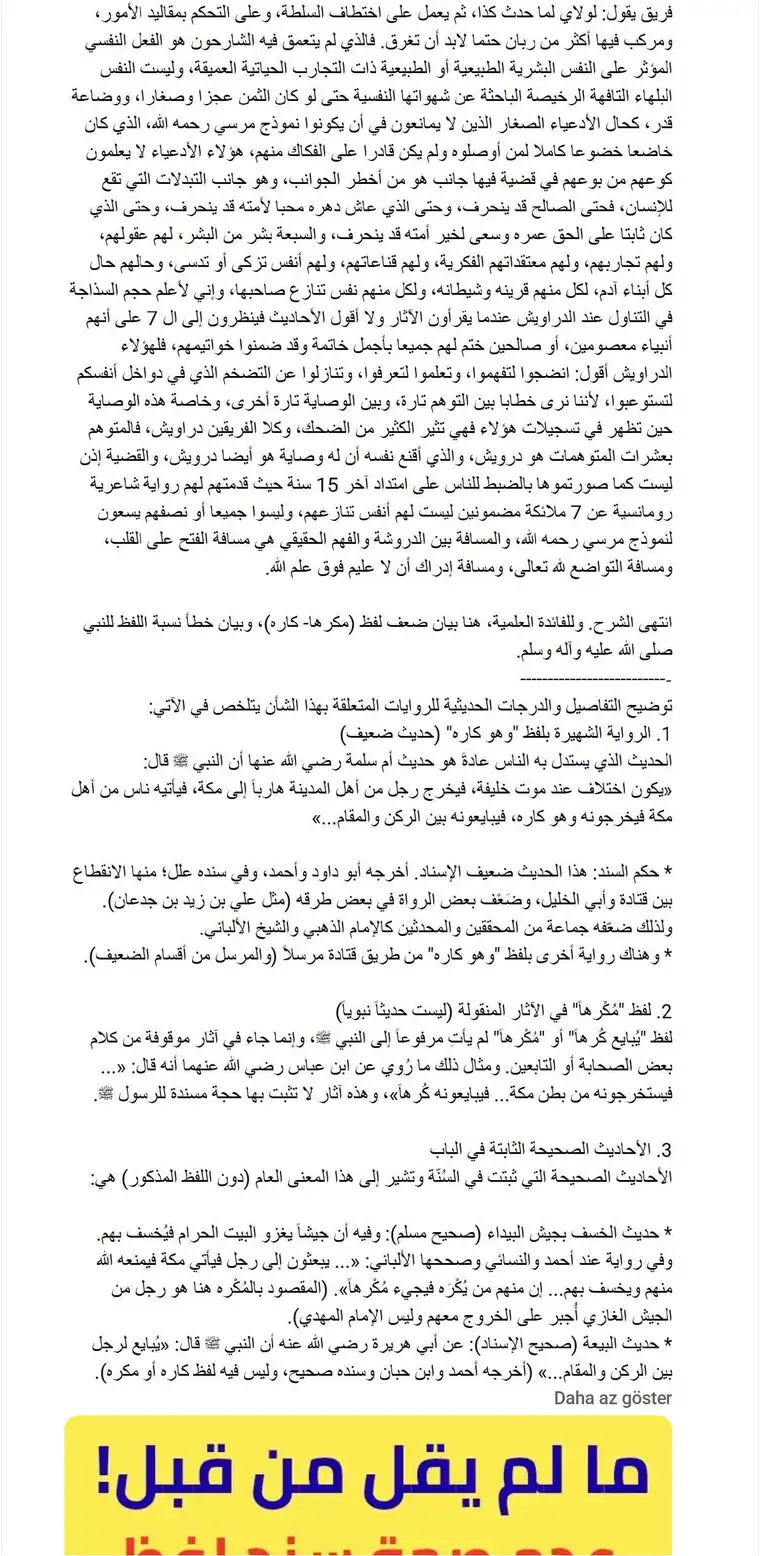 فريق يقول: لولاي لما حدث كذا، ثم يعمل على اختطاف السلطة، وعلى التحكم بمقاليد الأمور،
ومركب فيها أكثر من ربان حتما لابد أن تغرق. فالذي لم يتعمق فيه الشارحون هو الفعل النفسي
المؤثر على النفس البشرية الطبيعية أو الطبيعية ذات التجارب الحياتية العميقة، وليست النفس
البلهاء التافهة الرخيصة الباحثة عن شهواتها النفسية حتى لو كان الثمن عجزا وصغارا، ووضاعة
قدر، كحال الأدعياء الصغار الذين لا يمانعون في أن يكونوا نموذج مرسي رحمه الله، الذي كان
خاضعا خضوعا كاملا لمن أوصلوه ولم يكن قادرا على الفكاك منهم، هؤلاء الأدعياء لا يعلمون
كوعهم من بوعهم في قضية فيها جانب هو من أخطر الجوانب، وهو جانب التبدلات التي تقع
للإنسان، فحتى الصالح قد ينحرف، وحتى الذي عاش دهره محبا لأمته قد ينحرف، وحتى الذي
كان ثابتا على الحق عمره وسعى لخير أمته قد ينحرف، والسبعة بشر من البشر، لهم عقولهم،
ولهم تجاربهم، ولهم معتقداتهم الفكرية، ولهم قناعاتهم، ولهم أنفس تزكى أو تدسى، وحالهم حال
كل أبناء آدم، لكل منهم قرينه وشيطانه، ولكل منهم نفس تنازع صاحبها، وإني لأعلم حجم السذاجة
في التناول عند الدراويش عندما يقرأون الآثار ولا أقول الأحاديث فينظرون إلى ال 7 على أنهم
أنبياء معصومين، أو صالحين ختم لهم جميعا بأجمل خاتمة وقد ضمنوا خواتيمهم، فلهؤلاء
الدراويش أقول: انضجوا لتفهموا، وتعلموا لتعرفوا، وتنازلوا عن التضخم الذي في دواخل أنفسكم
لتستوعبوا، لأننا نرى خطابا بين التوهم تارة، وبين الوصاية تارة أخرى، وخاصة هذه الوصاية
حين تظهر في تسجيلات هؤلاء فهي تثير الكثير من الضحك، وكلا الفريقين دراويش، فالمتوهم
بعشرات المتوهمات هو درويش، والذي أقنع نفسه أن له وصاية هو أيضا درويش، والقضية إذن
ليست كما صورتموها بالضبط للناس على امتداد آخر 15 سنة حيث قدمتهم لهم رواية شاعرية
رومانسية عن 7 ملائكة مضمونين ليست لهم أنفس تنازعهم، وليسوا جميعا أو نصفهم يسعون
لنموذج مرسي رحمه الله، والمسافة بين الدروشة والفهم الحقيقي هي مسافة الفتح على القلب،
ومسافة التواضع لله تعالى، ومسافة إدراك أن لا عليم فوق علم الله.
انتهى الشرح. وللفائدة العلمية، هنا بيان ضعف لفظ (مكرها- كاره)، وبيان خطأ نسبة اللفظ للنبي
صلى الله عليه وآله وسلم.
---------------------------
توضيح التفاصيل والدرجات الحديثية للروايات المتعلقة بهذا الشأن يتلخص في الآتي:
1. الرواية الشهيرة بلفظ "وهو كاره" (حديث ضعيف)
الحديث الذي يستدل به الناس عادةً هو حديث أم سلمة رضي الله عنها أن النبي ﷺ قال:
«يكون اختلاف عند موت خليفة، فيخرج رجل من أهل المدينة هارباً إلى مكة، فيأتيه ناس من أهل
مكة فيخرجونه وهو كاره، فيبايعونه بين الركن والمقام...»
* حكم السند: هذا الحديث ضعيف الإسناد. أخرجه أبو داود وأحمد، وفي سنده علل؛ منها الانقطاع
بين قتادة وأبي الخليل، وضَعْف بعض الرواة في بعض طرقه (مثل علي بن زيد بن جدعان).
ولذلك ضعّفه جماعة من المحققين والمحدثين كالإمام الذهبي والشيخ الألباني.
* وهناك رواية أخرى بلفظ "وهو كاره" من طريق قتادة مرسلاً (والمرسل من أقسام الضعيف).
2. لفظ "مُكْرهاً" في الآثار المنقولة (ليست حديثاً نبوياً)
لفظ "يُبايع كُرهاً" أو "مُكْرهاً" لم يأتِ مرفوعاً إلى النبي ﷺ، وإنما جاء في آثار موقوفة من كلام
بعض الصحابة أو التابعين. ومثال ذلك ما رُوي عن ابن عباس رضي الله عنهما أنه قال: «...
فيستخرجونه من بطن مكة... فيبايعونه كُرهاً»، وهذه آثار لا تثبت بها حجة مسندة للرسول ﷺ.
3. الأحاديث الصحيحة الثابتة في الباب
الأحاديث الصحيحة التي ثبتت في السُنّة وتشير إلى هذا المعنى العام (دون اللفظ المذكور) هي:
* حديث الخسف بجيش البيداء (صحيح مسلم): وفيه أن جيشاً يغزو البيت الحرام فيُخسف بهم.
وفي رواية عند أحمد والنسائي وصححها الألباني: «... يبعثون إلى رجل فيأتي مكة فيمنعه الله
منهم ويخسف بهم... إن منهم من يُكْرَه فيجيء مُكْرهاً». (المقصود بالمُكْره هنا هو رجل من
الجيش الغازي أُجبر على الخروج معهم وليس الإمام المهدي).
* حديث البيعة (صحيح الإسناد): عن أبي هريرة رضي الله عنه أن النبي ﷺ قال: «يُبايع لرجل
بين الركن والمقام...» (أخرجه أحمد وابن حبان وسنده صحيح، وليس فيه لفظ كاره أو مكره).
Daha az göster
ما لم يقل من قبل!